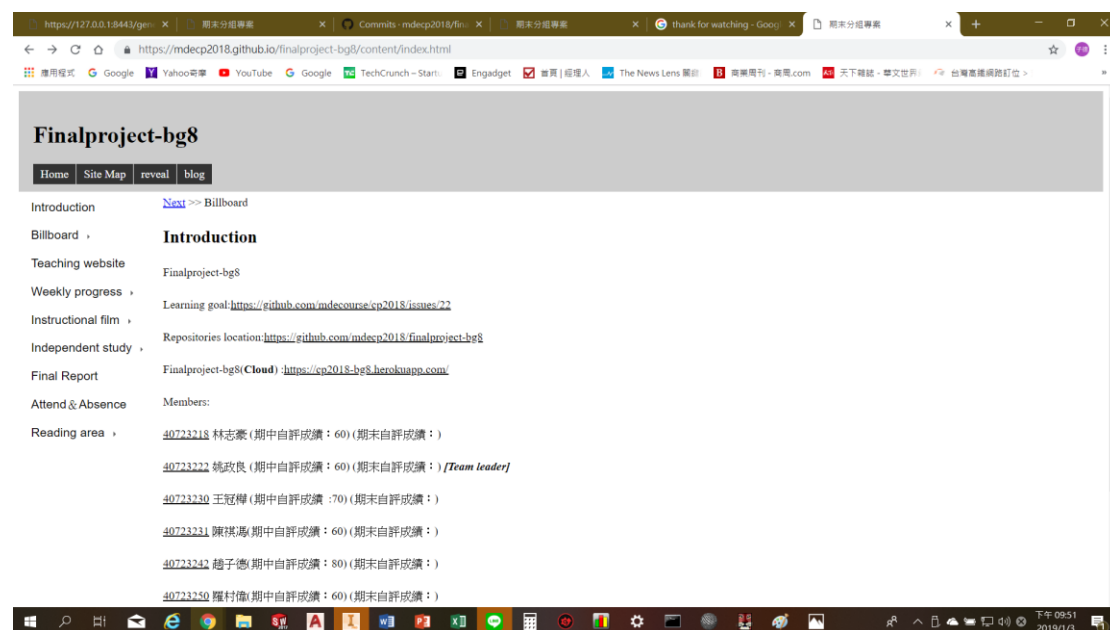 https://127.0.0.1:8443/gen
期末分組專案
Commits · mdecp2018/fina
期末分組專案
thank for watching - Googl
期末分組專案
https://mdecp2018.github.io/finalproject-bg8/content/index.html
應用程式 Google Yahoo奇摩 YouTube Google TechCrunch – Startu Engadget 首頁 | 經理人 The News Lens 關鍵 商業周刊 - 商周.com 天下雜誌 - 華文世界 台灣高鐵網路訂位 > »
Finalproject-bg8
Home Site Map reveal blog
Introduction
Billboard ›
Teaching website
Weekly progress ›
Instructional film ›
Independent study ›
Final Report
Attend＆Absence
Reading area ›
Next >> Billboard
Introduction
Finalproject-bg8
Learning goal:https://github.com/mdecourse/cp2018/issues/22
Repositories location:https://github.com/mdecp2018/finalproject-bg8
Finalproject-bg8(Cloud) :https://cp2018-bg8.herokuapp.com/
Members:
40723218 林志豪 (期中自評成績：60) (期末自評成績：)
40723222 姚政良 (期中自評成績：60) (期末自評成績：) [Team leader]
40723230 王冠樺 (期中自評成績 :70) (期末自評成績：)
40723231 陳祺馮(期中自評成績：60) (期末自評成績：)
40723242 趙子德(期中自評成績：80) (期末自評成績：)
40723250 羅村偉(期中自評成績：60) (期末自評成績：)
下午 09:51
2019/1/3